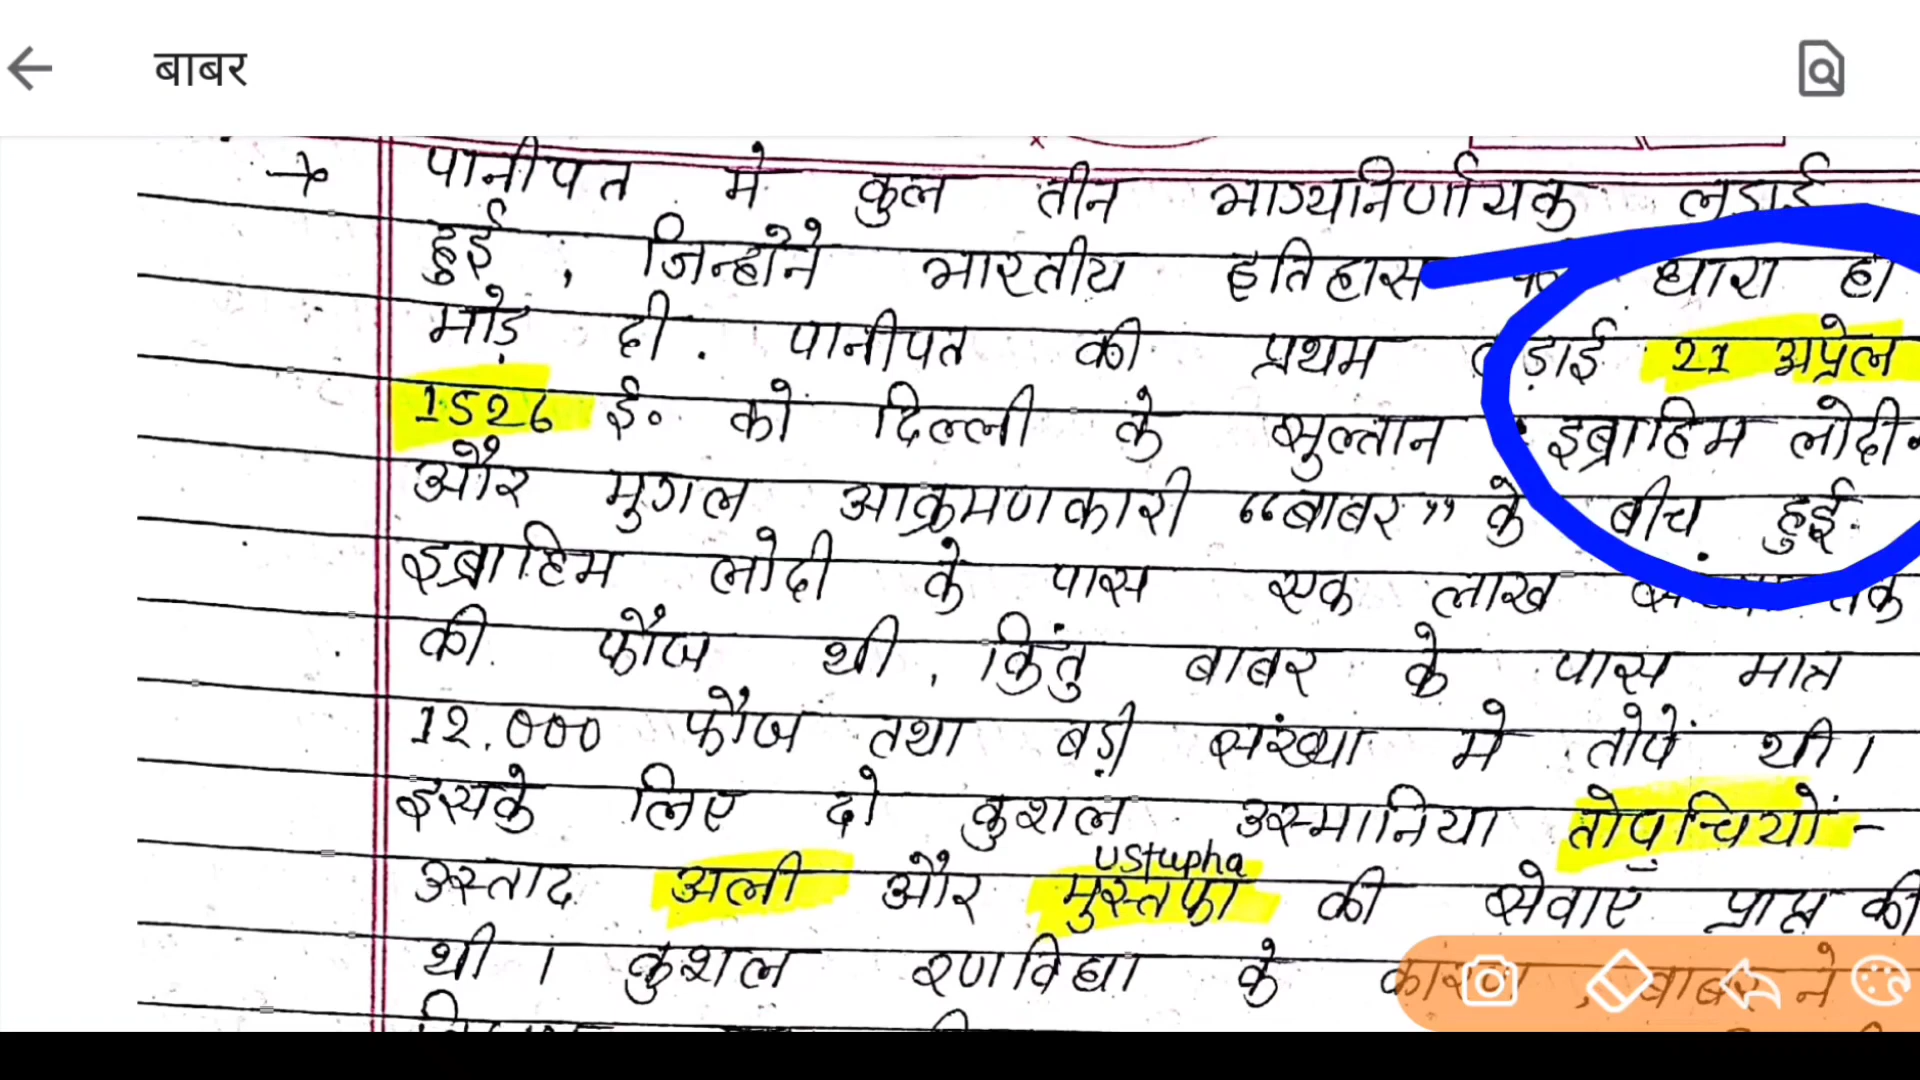 बाबर
→ पानीपत मे कुल तीन भाग्यनिर्णायक लडाई
हुई , जिन्होने भारतीय इतिहास धारा ही
मोड़ दी . पानीपत की प्रथम लड़ाई 21 अप्रेल
1526 ई० को दिल्ली के सुल्तान इब्राहिम लोदी
और मुगल आक्रमणकारी “बाबर” के बीच हुई
इब्राहिम लोदी के पास एक लाख तक
की फौज थी , किंतु बाबर के पास मात्र
12,000 फौज तथा बड़ी संख्या मे तोपें थी ।
इसके लिए दो कुशल उस्मानिया तोपचियों -
ustupha
उस्ताद अली और मुस्तफा की सेवाएँ प्राप्त की
थी । कुशल रणविद्या के कारण , बाबर ने